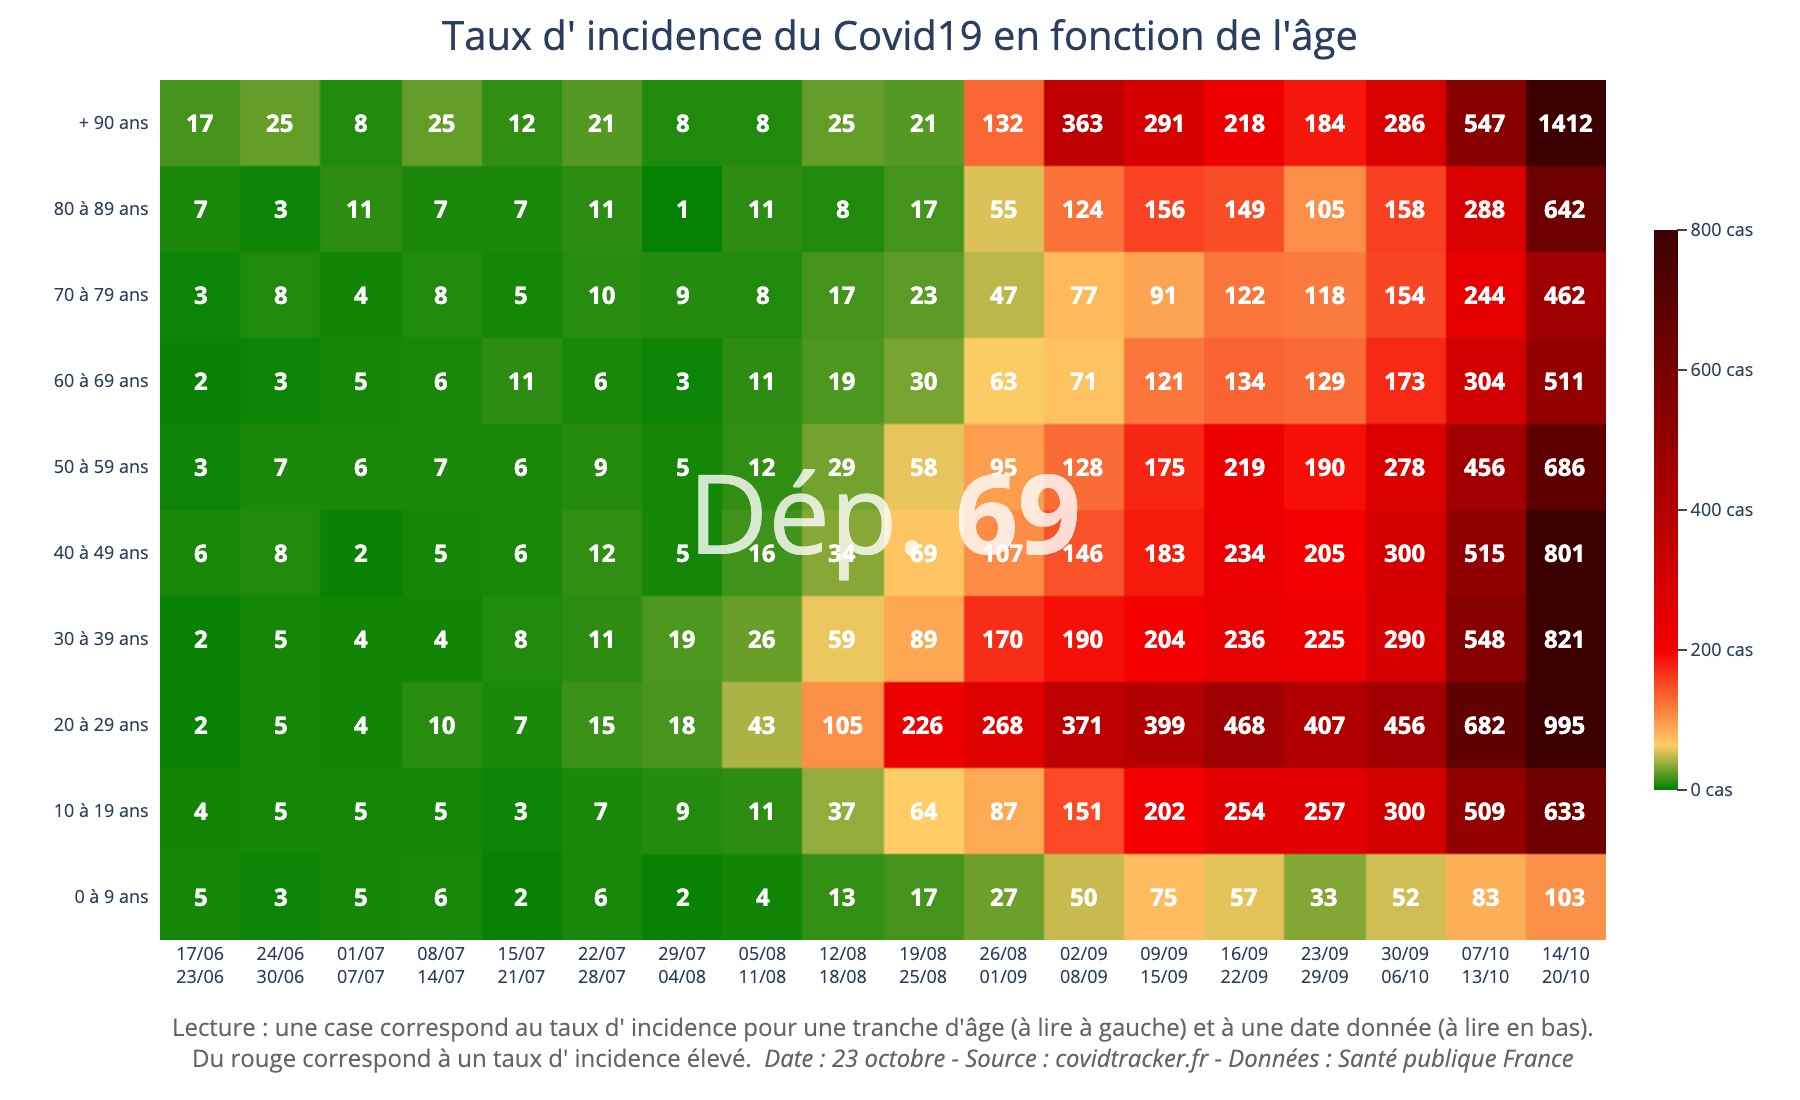 Taux d' incidence du Covid19 en fonction de l'âge
+ 90 ans 17 25 8 25 12 21 8 8 25 21 132 363 291 218 184 286 547 1412
80 à 89 ans 7 3 11 7 7 11 1 11 8 17 55 124 156 149 105 158 288 642
70 à 79 ans 3 8 4 8 5 10 9 8 17 23 47 77 91 122 118 154 244 462
60 à 69 ans 2 3 5 6 11 6 3 11 19 30 63 71 121 134 129 173 304 511
50 à 59 ans 3 7 6 7 6 9 5 12 29 58 95 128 175 219 190 278 456 686
Dép. 69
40 à 49 ans 6 8 2 5 6 12 5 16 34 69 107 146 183 234 205 300 515 801
30 à 39 ans 2 5 4 4 8 11 19 26 59 89 170 190 204 236 225 290 548 821
20 à 29 ans 2 5 4 10 7 15 18 43 105 226 268 371 399 468 407 456 682 995
10 à 19 ans 4 5 5 5 3 7 9 11 37 64 87 151 202 254 257 300 509 633
0 à 9 ans 5 3 5 6 2 6 2 4 13 17 27 50 75 57 33 52 83 103
17/06 24/06 01/07 08/07 15/07 22/07 29/07 05/08 12/08 19/08 26/08 02/09 09/09 16/09 23/09 30/09 07/10 14/10
23/06 30/06 07/07 14/07 21/07 28/07 04/08 11/08 18/08 25/08 01/09 08/09 15/09 22/09 29/09 06/10 13/10 20/10
800 cas
600 cas
400 cas
200 cas
0 cas
Lecture : une case correspond au taux d' incidence pour une tranche d'âge (à lire à gauche) et à une date donnée (à lire en bas).
Du rouge correspond à un taux d' incidence élevé. Date : 23 octobre - Source : covidtracker.fr - Données : Santé publique France